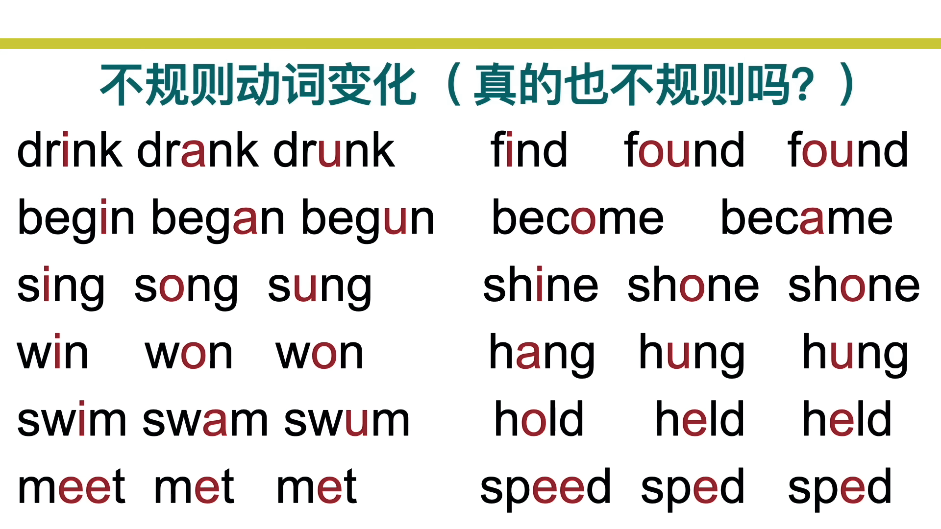 不规则动词变化（真的也不规则吗？）
drink drank drunk find found found
begin began begun become became
sing song sung shine shone shone
win won won hang hung hung
swim swam swum hold held held
meet met met speed sped sped